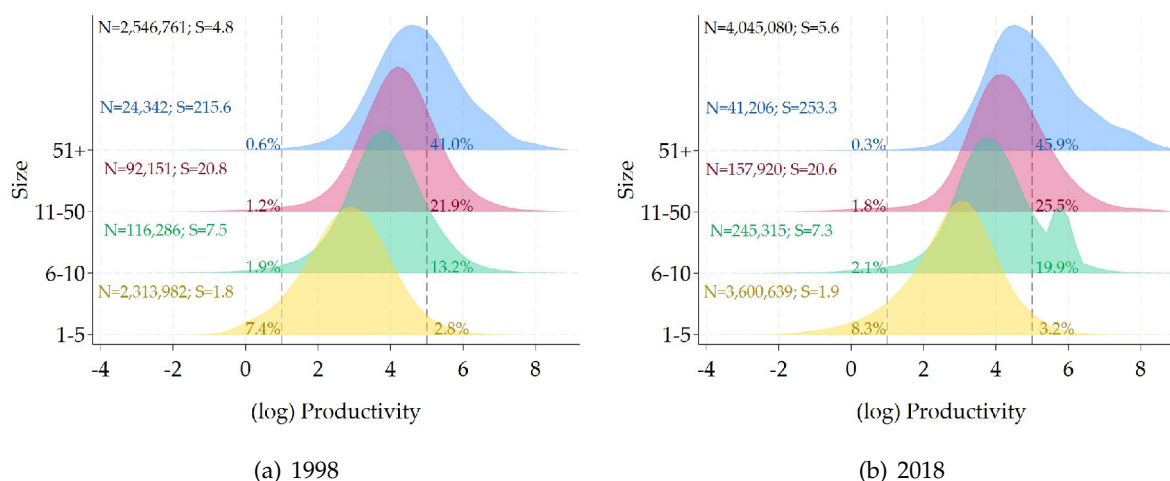 N=2,546,761; S=4.8
N=24,342; S=215.6
0.6% 41.0%
51+
N=92,151; S=20.8
1.2% 21.9%
11-50
N=116,286; S=7.5
1.9% 13.2%
6-10
N=2,313,982; S=1.8
7.4% 2.8%
1-5
Size
-4 -2 0 2 4 6 8
(log) Productivity
(a) 1998
N=4,045,080; S=5.6
N=41,206; S=253.3
0.3% 45.9%
51+
N=157,920; S=20.6
1.8% 25.5%
11-50
N=245,315; S=7.3
2.1% 19.9%
6-10
N=3,600,639; S=1.9
8.3% 3.2%
1-5
Size
-4 -2 0 2 4 6 8
(log) Productivity
(b) 2018